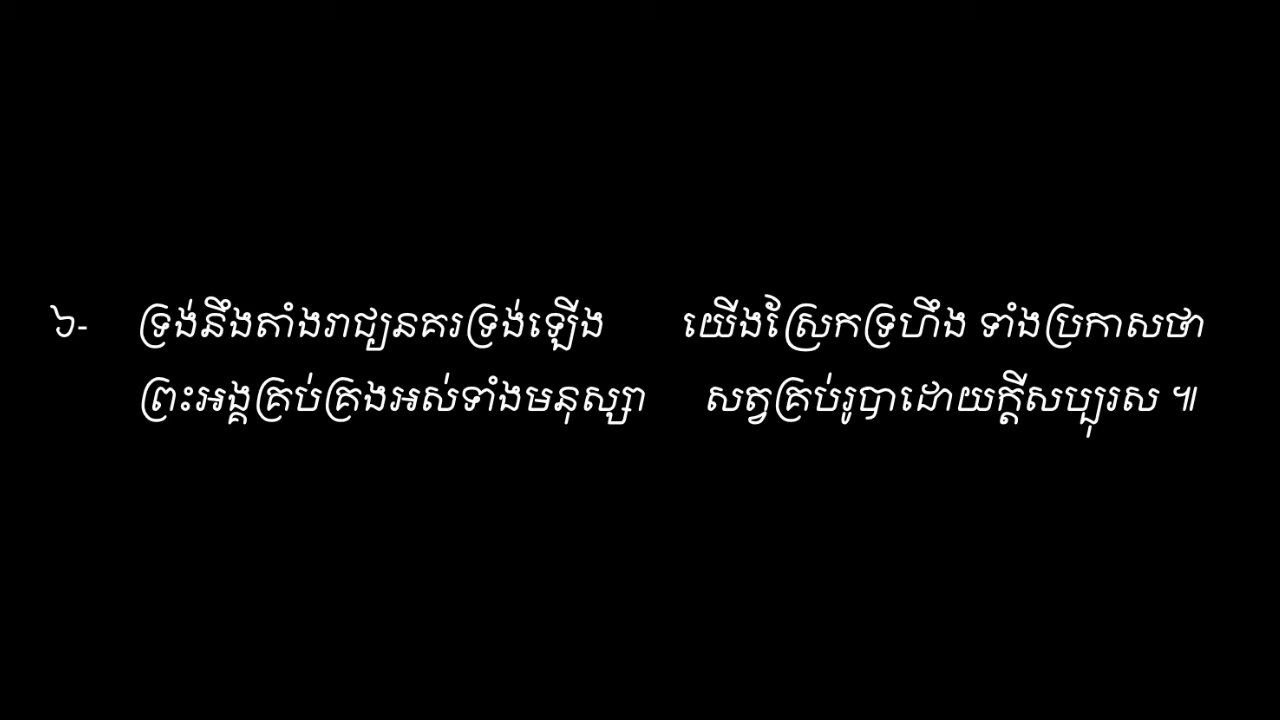 ៦- ទ្រង់នឹងតាំងរាជ្យនគរទ្រង់ឡើង យើងស្រែកទ្រហឹង ទាំងប្រកាសថា
ព្រះអង្គគ្រប់គ្រងអស់ទាំងមនុស្សា សត្វគ្រប់រូបាដោយក្ដីសប្បុរស ៕